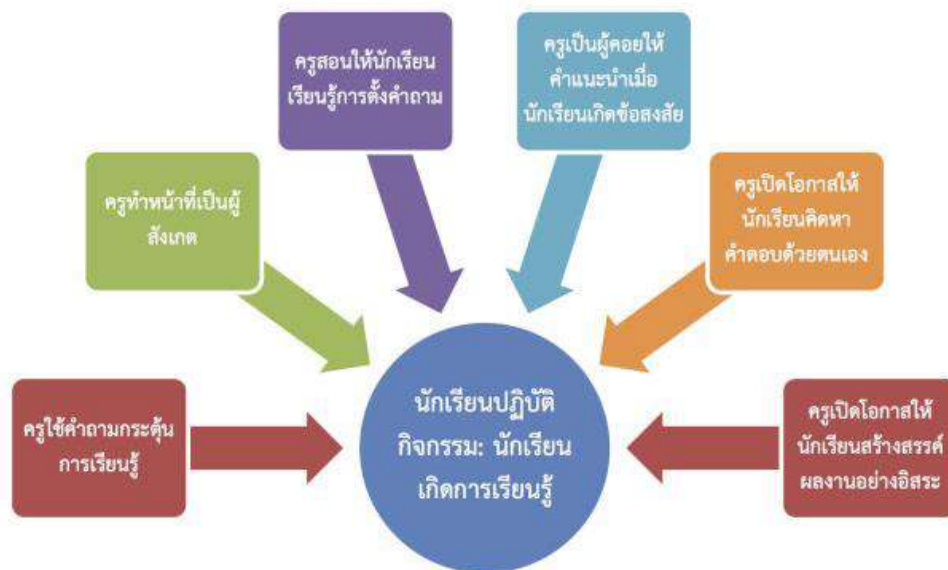 ครูสอนให้นักเรียน
เรียนรู้การตั้งคำถาม
ครูเป็นผู้คอยให้
คำแนะนำเมื่อ
นักเรียนเกิดข้อสงสัย
ครูทำหน้าที่เป็นผู้
สังเกต
ครูเปิดโอกาสให้
นักเรียนคิดหา
คำตอบด้วยตนเอง
ครูใช้คำถามกระตุ้น
การเรียนรู้
นักเรียนปฏิบัติ
กิจกรรม: นักเรียน
เกิดการเรียนรู้
ครูเปิดโอกาสให้
นักเรียนสร้างสรรค์
ผลงานอย่างอิสระ